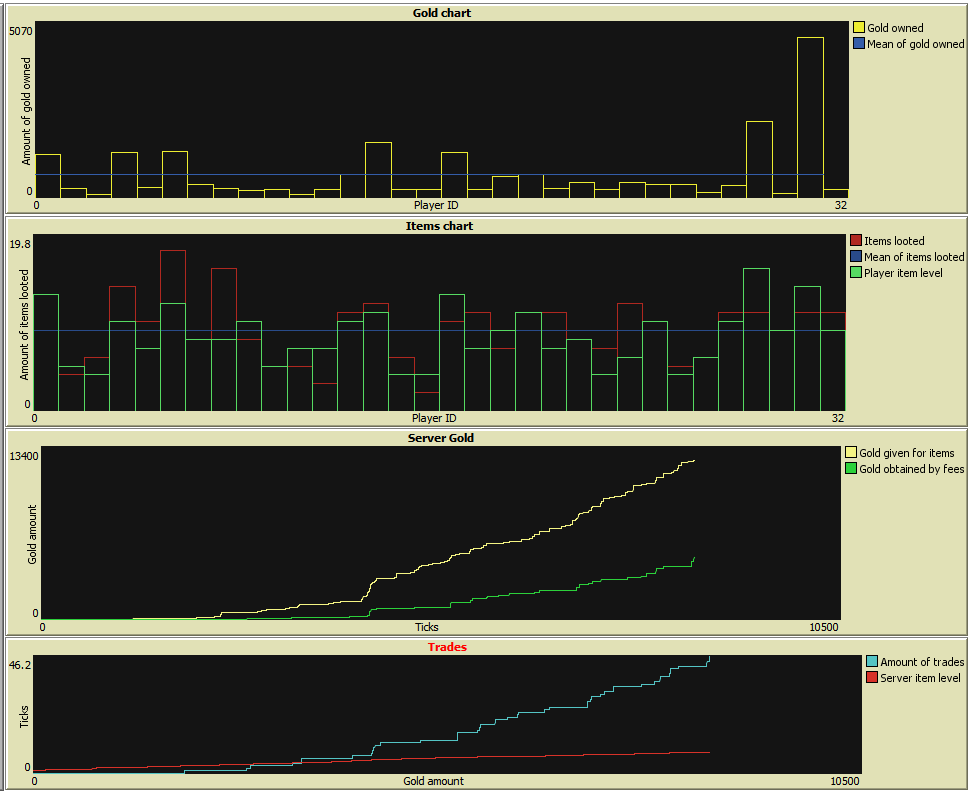 Gold chart
5070
Amount of gold owned
0
0
Player ID
32
Gold owned
Mean of gold owned
Items chart
19.8
Amount of items looted
0
0
Player ID
32
Items looted
Mean of items looted
Player item level
Server Gold
13400
Gold amount
0
0
Ticks
10500
Gold given for items
Gold obtained by fees
Trades
46.2
Ticks
0
0
Gold amount
10500
Amount of trades
Server item level